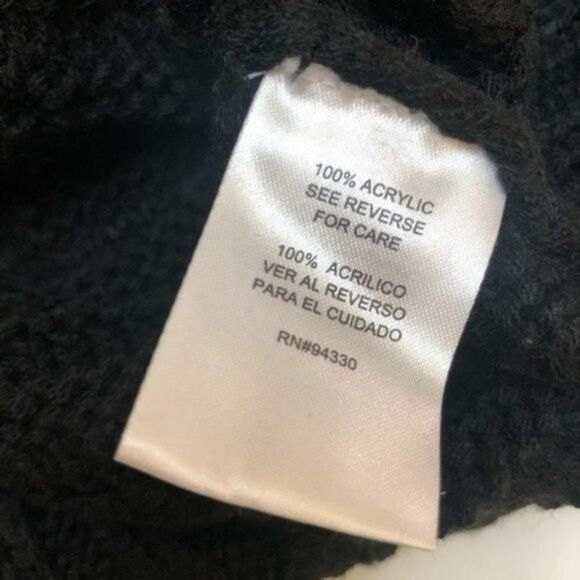 100% ACRYLIC
SEE REVERSE
FOR CARE
100% ACRILICO
VER AL REVERSO
PARA EL CUIDADO
RN#94330